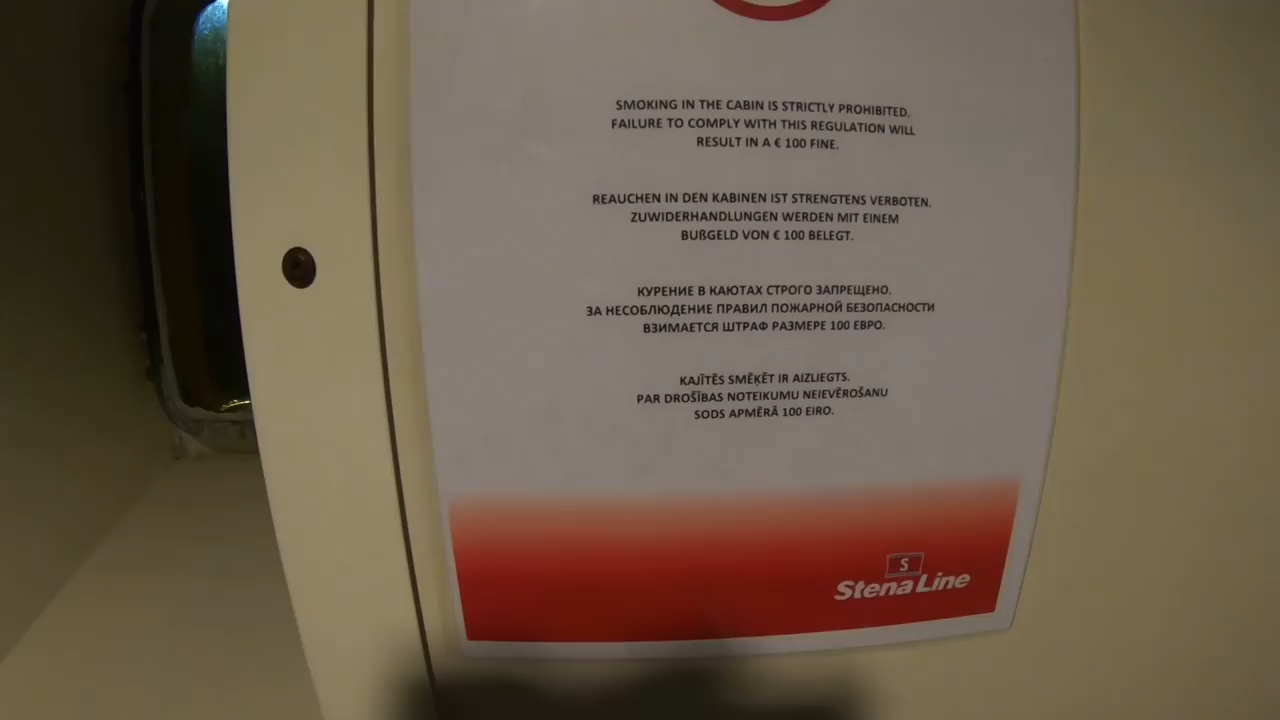 SMOKING IN THE CABIN IS STRICTLY PROHIBITED.
FAILURE TO COMPLY WITH THIS REGULATION WILL
RESULT IN A € 100 FINE.
REAUCHEN IN DEN KABINEN IST STRENGTENS VERBOTEN.
ZUWIDERHANDLUNGEN WERDEN MIT EINEM
BUßGELD VON € 100 BELEGT.
КУРЕНИЕ В КАЮТАХ СТРОГО ЗАПРЕЩЕНО.
ЗА НЕСОБЛЮДЕНИЕ ПРАВИЛ ПОЖАРНОЙ БЕЗОПАСНОСТИ
ВЗИМАЕТСЯ ШТРАФ РАЗМЕРЕ 100 ЕВРО.
KAJĪTĒS SMĒĶĒT IR AIZLIEGTS.
PAR DROŠĪBAS NOTEIKUMU NEIEVĒROŠANU
SODS APMĒRĀ 100 EIRO.
S
Stena Line